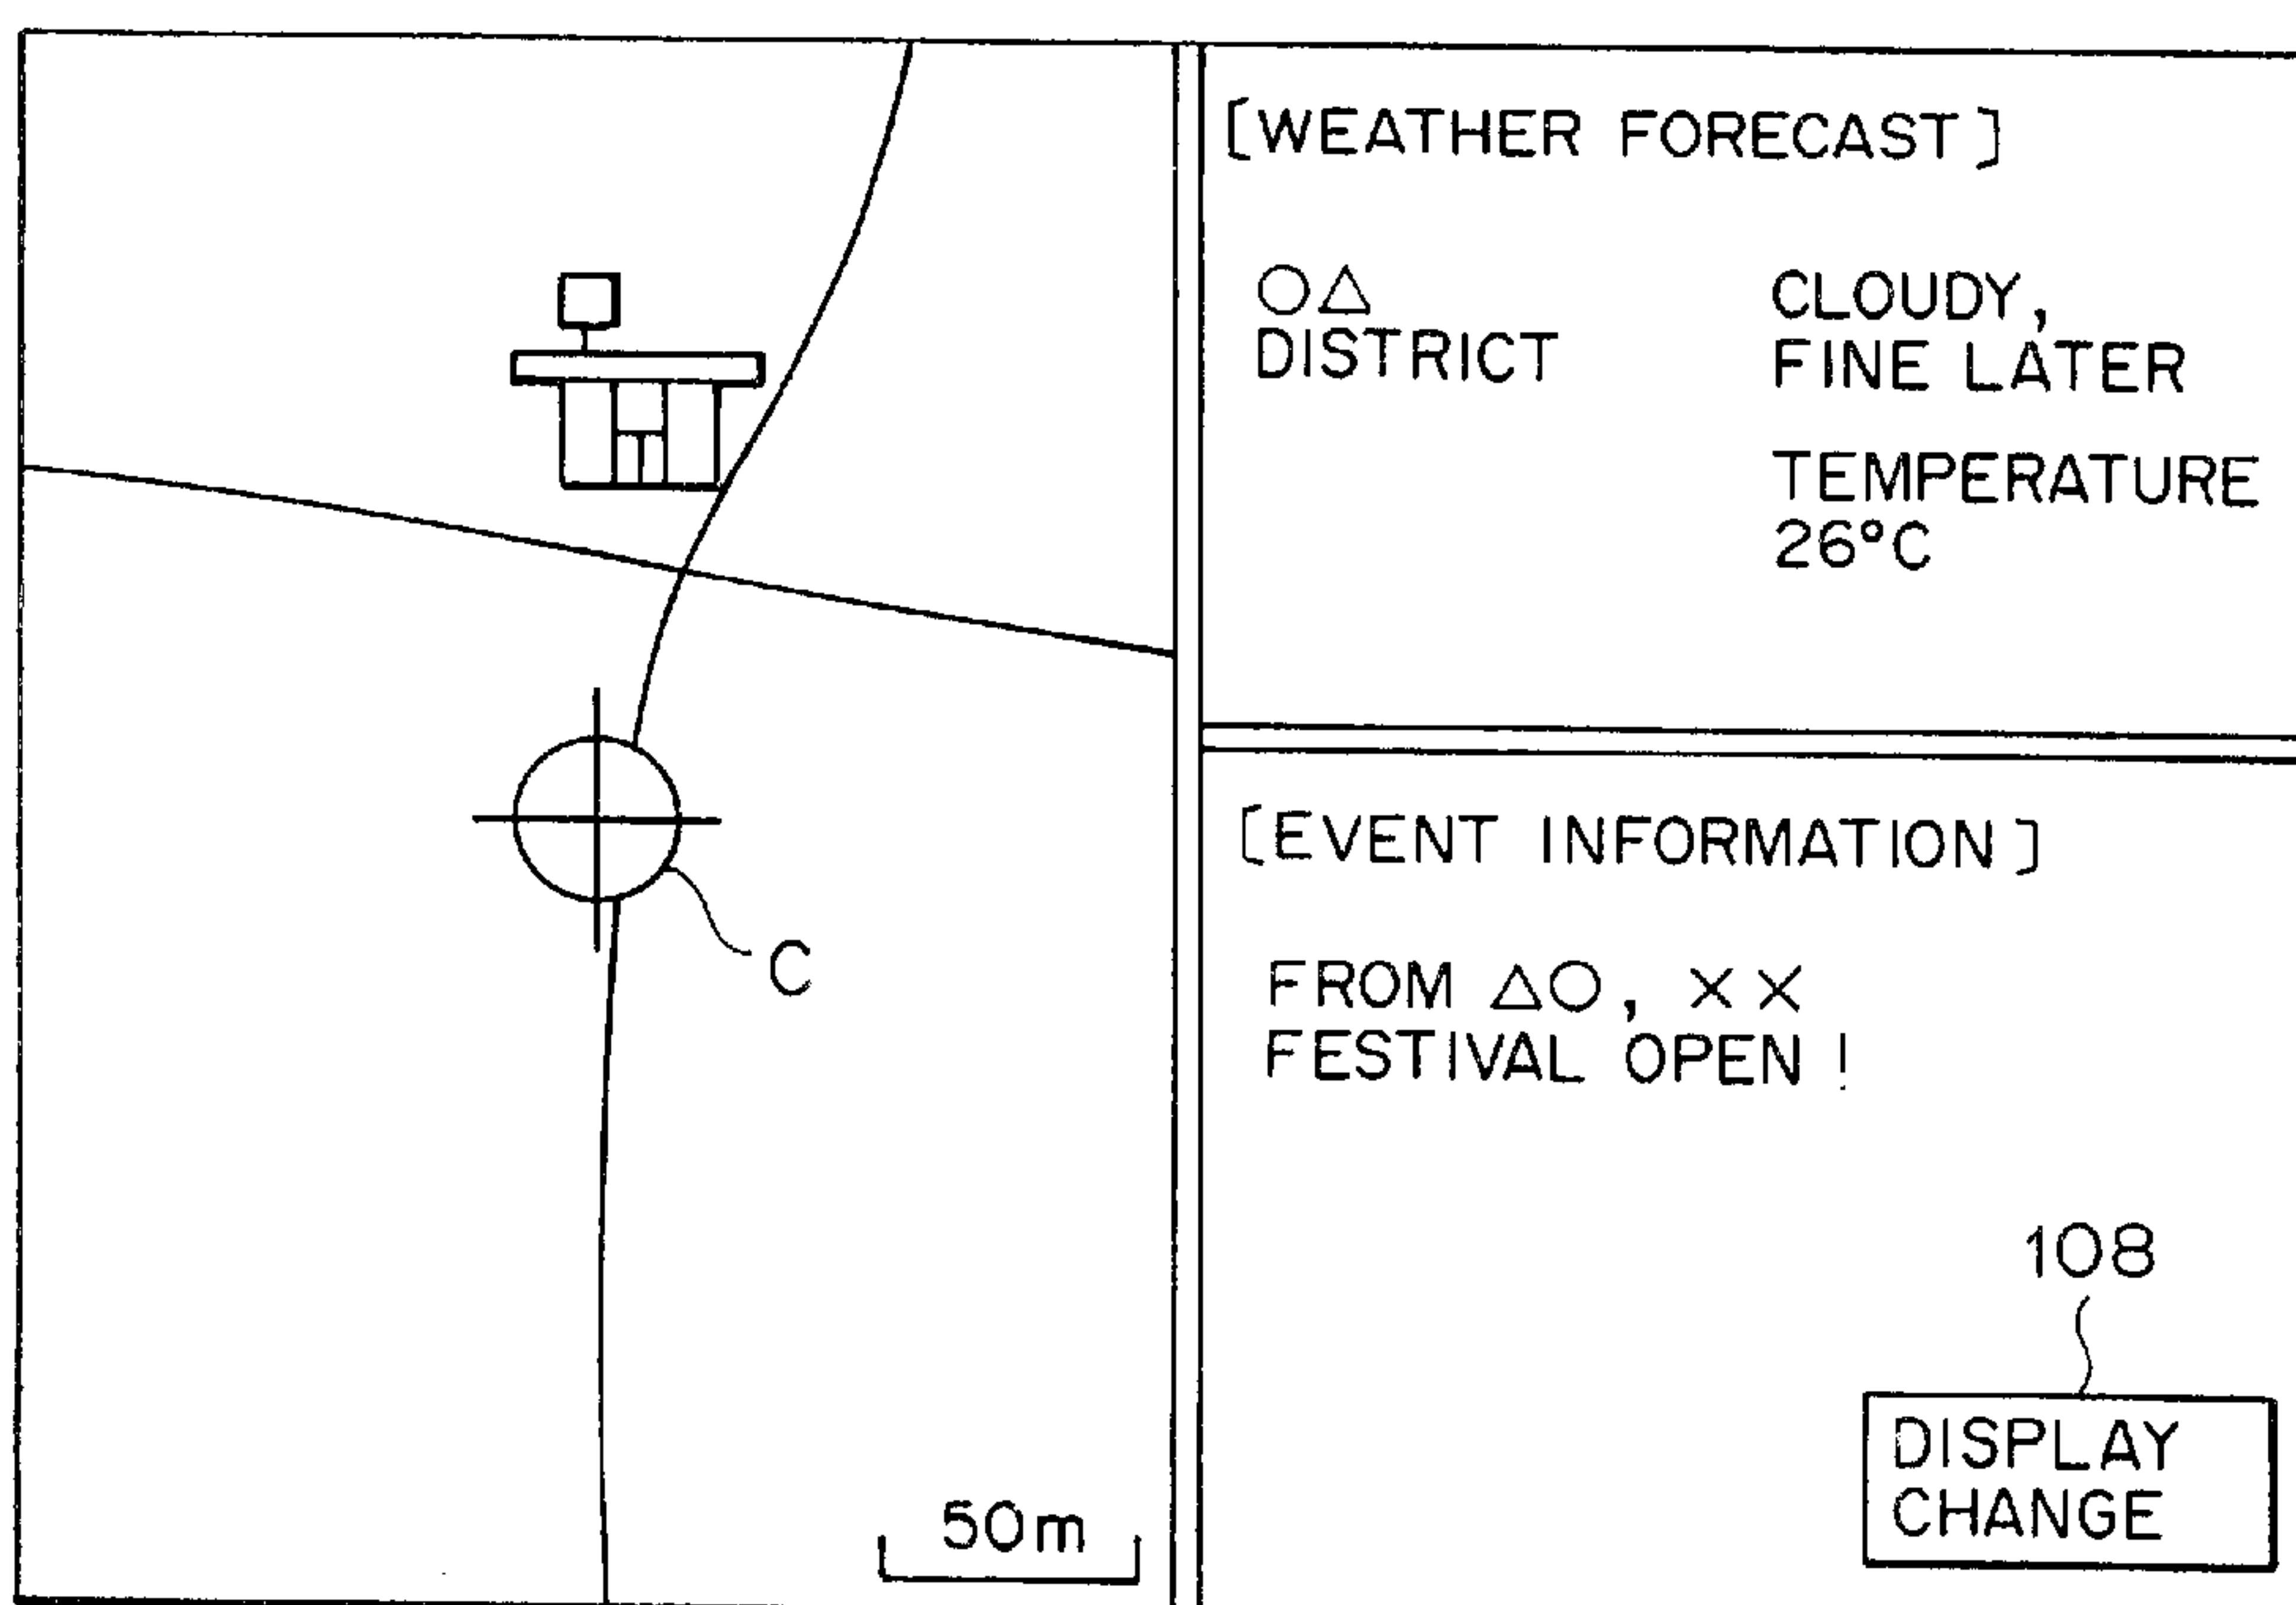 [WEATHER FORECAST]
○△
DISTRICT
CLOUDY,
FINE LATER
TEMPERATURE
26°C
C
50m
[EVENT INFORMATION]
FROM △○, ××
FESTIVAL OPEN!
108
DISPLAY
CHANGE